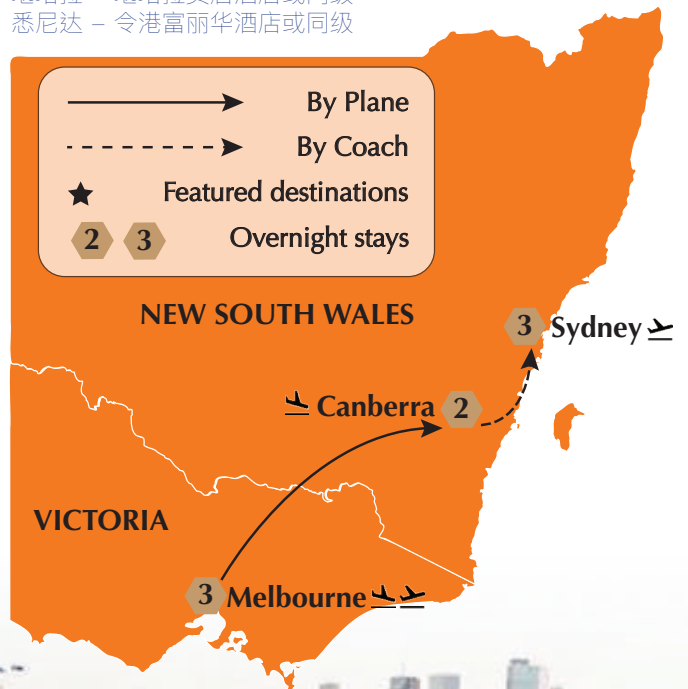 悉尼达 – 令港富丽华酒店或同级
By Plane
By Coach
Featured destinations
2 3 Overnight stays
NEW SOUTH WALES
3 Sydney
Canberra 2
VICTORIA
3 Melbourne